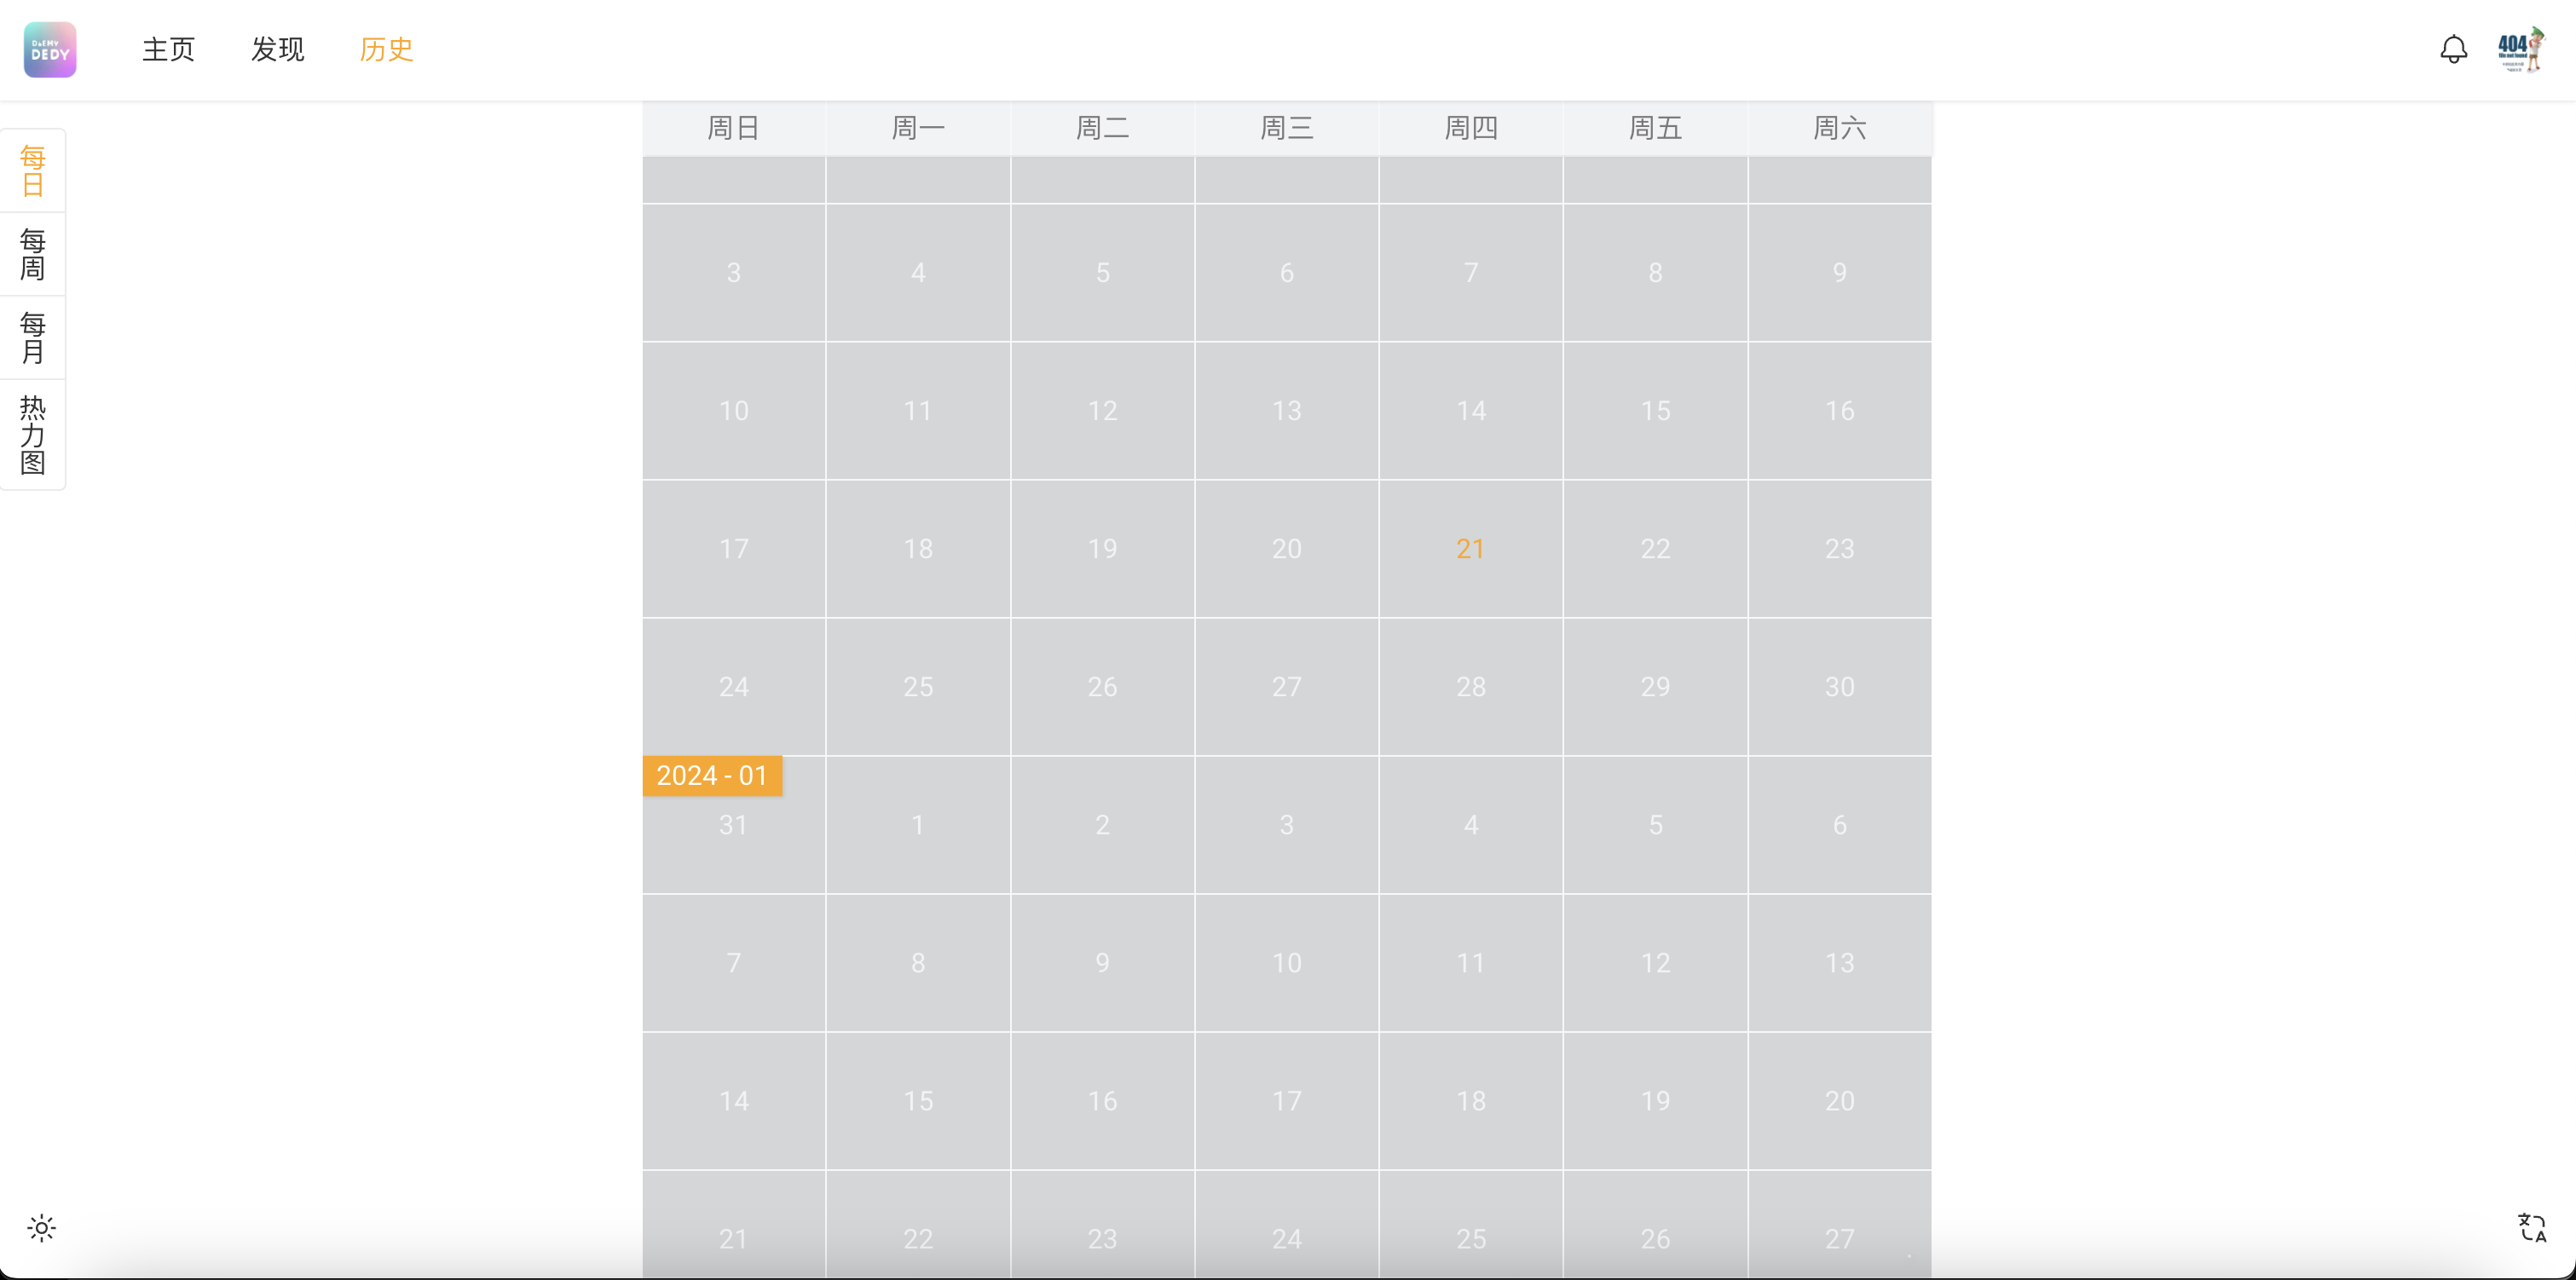 DaEMY
DEDY
主页 发现 历史
404
周日 周一 周二 周三 周四 周五 周六
每日
每周
每月
热力图
3 4 5 6 7 8 9
10 11 12 13 14 15 16
17 18 19 20 21 22 23
24 25 26 27 28 29 30
2024 - 01
31 1 2 3 4 5 6
7 8 9 10 11 12 13
14 15 16 17 18 19 20
21 22 23 24 25 26 27